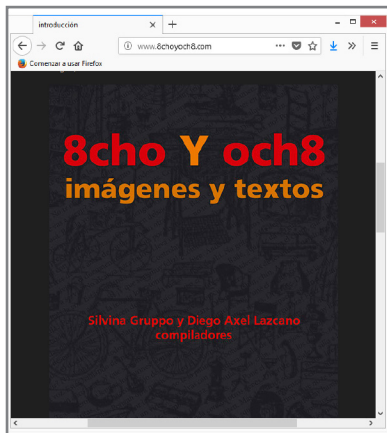 introducción
www.8choyoch8.com
Comenzar a usar Firefox
8cho Y och8
imágenes y textos
Silvina Gruppo y Diego Axel Lazcano
compiladores